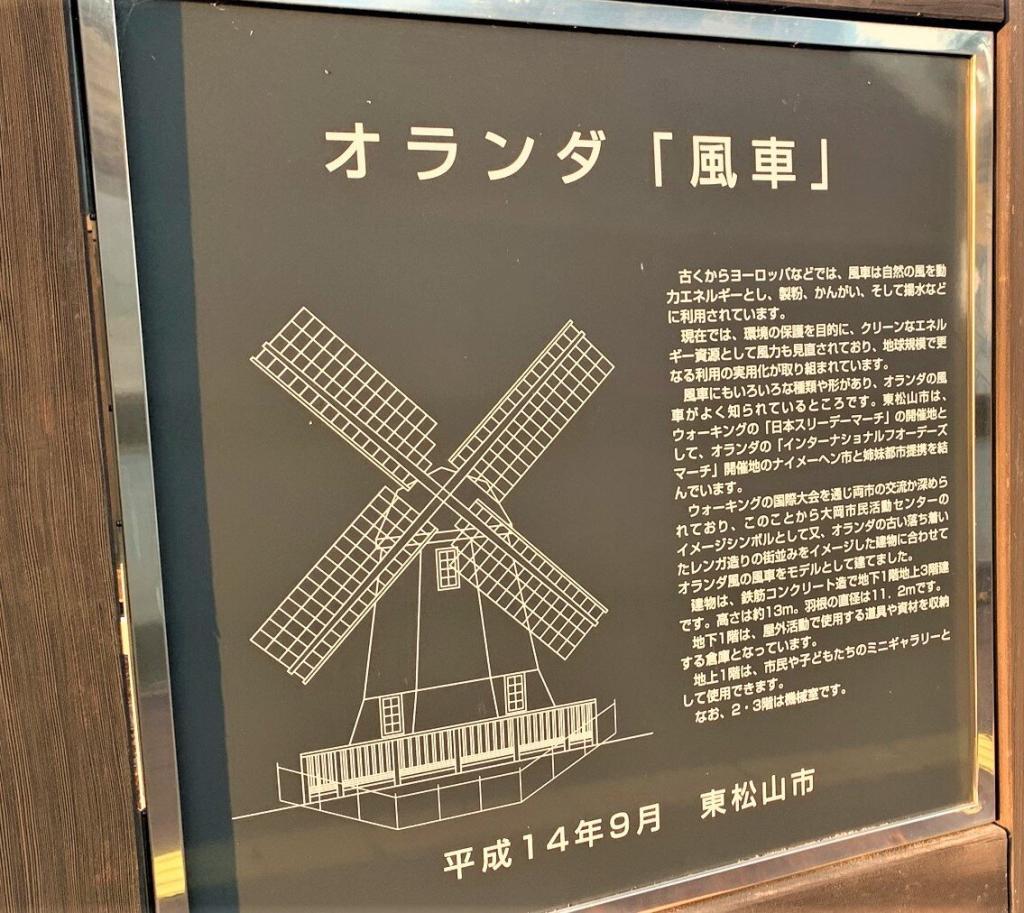 オランダ「風車」
古くからヨーロッパなどでは、風車は自然の風を動
力エネルギーとし、製粉、かんがい、そして揚水など
に利用されています。
現在では、環境の保護を目的に、クリーンなエネル
ギー資源として風力も見直されており、地球規模で更
なる利用の実用化が取り組まれています。
風車にもいろいろな種類や形があり、オランダの風
車がよく知られているところです。東松山市は、
ウォーキングの「日本スリーデーマーチ」の開催地と
して、オランダの「インターナショナルフォーデーズ
マーチ」開催地のナイメーヘン市と姉妹都市提携を結
んでいます。
ウォーキングの国際大会を通じ両市の交流が深めら
れており、このことから大岡市民活動センターの
イメージシンボルとして又、オランダの古い落ち着い
たレンガ造りの街並みをイメージした建物に合わせて
オランダ風の風車をモデルとして建てました。
建物は、鉄筋コンクリート造で地下1階地上3階建
です。高さは約13m。羽根の直径は11.2mです。
地下1階は、屋外活動で使用する道具や資材を収納
する倉庫となっています。
地上1階は、市民や子どもたちのミニギャラリーと
して使用できます。
なお、2・3階は機械室です。
平成14年9月 東松山市